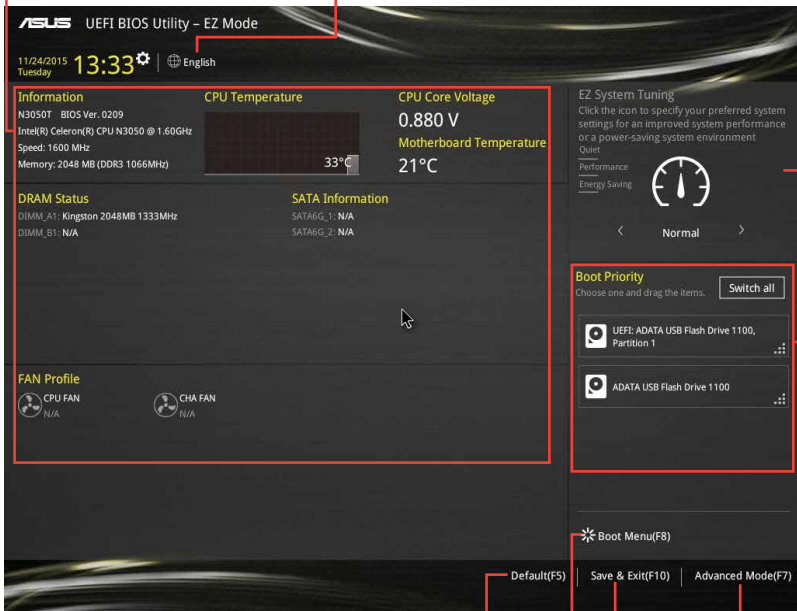 ASUS UEFI BIOS Utility – EZ Mode
11/24/2015
Tuesday
13:33
English
Information
N3050T BIOS Ver. 0209
Intel(R) Celeron(R) CPU N3050 @ 1.60GHz
Speed: 1600 MHz
Memory: 2048 MB (DDR3 1066MHz)
CPU Temperature
33°C
CPU Core Voltage
0.880 V
Motherboard Temperature
21°C
EZ System Tuning
Click the icon to specify your preferred system
settings for an improved system performance
or a power-saving system environment
Quiet
Performance
Energy Saving
Normal
DRAM Status
DIMM_A1: Kingston 2048MB 1333MHz
DIMM_B1: N/A
SATA Information
SATA6G_1: N/A
SATA6G_2: N/A
Boot Priority
Choose one and drag the items.
Switch all
UEFI: ADATA USB Flash Drive 1100,
Partition 1
ADATA USB Flash Drive 1100
FAN Profile
CPU FAN
N/A
CHA FAN
N/A
Boot Menu(F8)
Default(F5)
Save & Exit(F10)
Advanced Mode(F7)